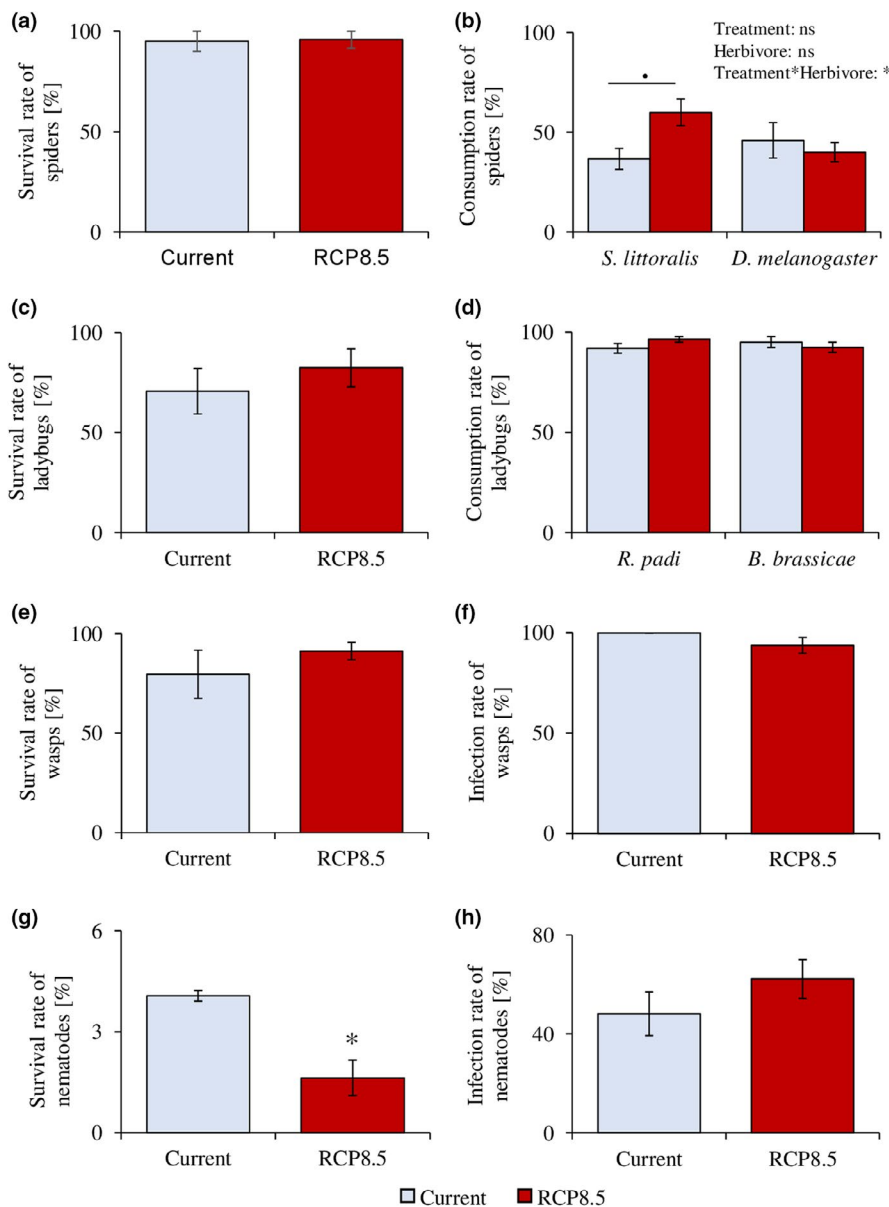 (a)
Survival rate of
spiders [%]
100
50
0
Current
RCP8.5
(b)
Consumption rate of
spiders [%]
100
50
0
Treatment: ns
Herbivore: ns
Treatment*Herbivore: *
•
S. littoralis
D. melanogaster
(c)
Survival rate of
ladybugs [%]
100
50
0
Current
RCP8.5
(d)
Consumption rate of
ladybugs [%]
100
50
0
R. padi
B. brassicae
(e)
Survival rate of
wasps [%]
100
50
0
Current
RCP8.5
(f)
Infection rate of
wasps [%]
100
50
0
Current
RCP8.5
(g)
Survival rate of
nematodes [%]
6
3
0
*
Current
RCP8.5
(h)
Infection rate of
nematodes [%]
80
40
0
Current
RCP8.5
Current
RCP8.5